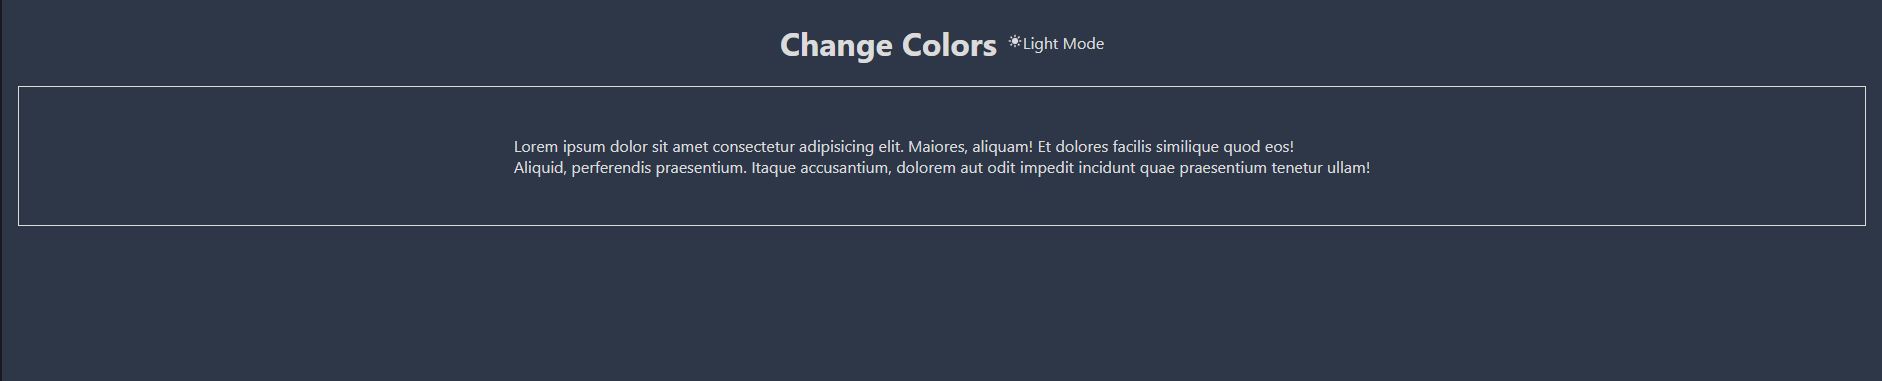 Change Colors Light Mode
Lorem ipsum dolor sit amet consectetur adipisicing elit. Maiores, aliquam! Et dolores facilis similique quod eos!
Aliquid, perferendis praesentium. Itaque accusantium, dolorem aut odit impedit incidunt quae praesentium tenetur ullam!